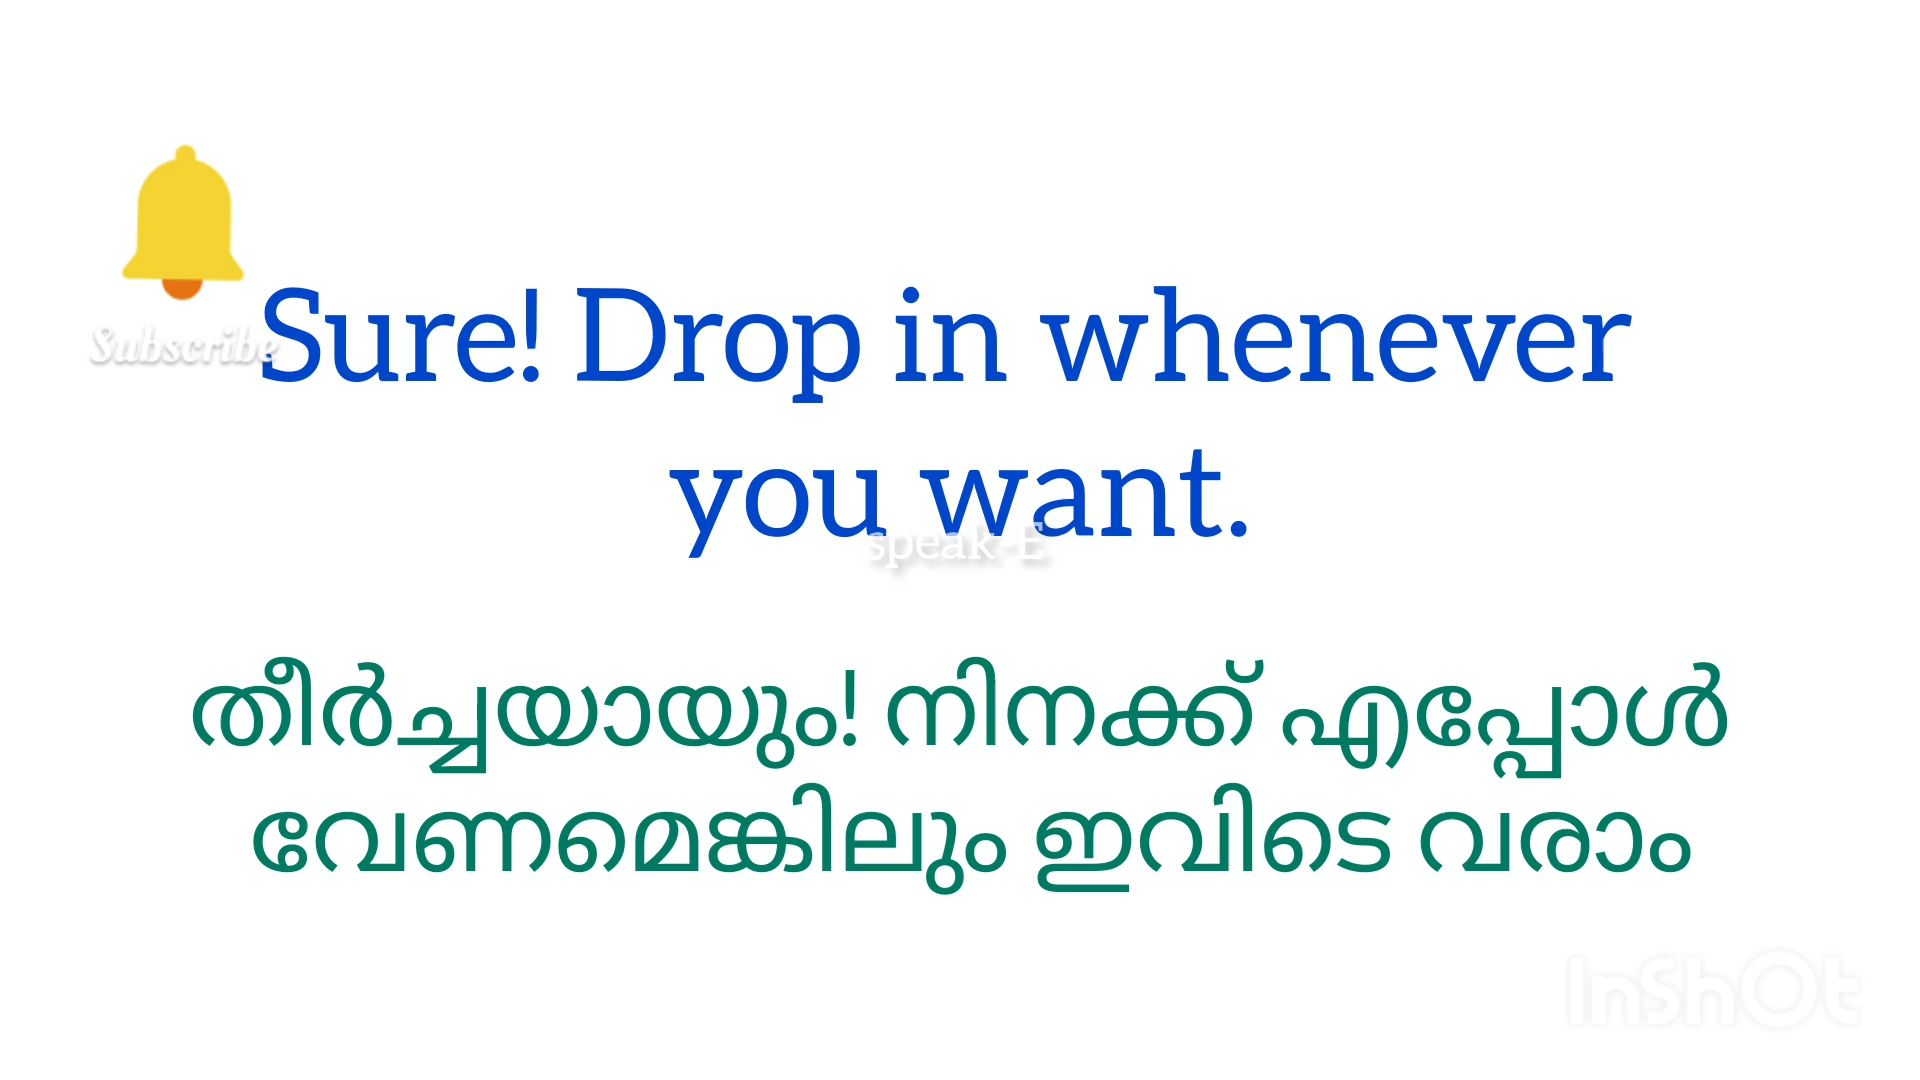 Subscribe
Sure! Drop in whenever
you want.
speak-E
തീർച്ചയായും! നിനക്ക് എപ്പോൾ
വേണമെങ്കിലും ഇവിടെ വരാം
InShOt